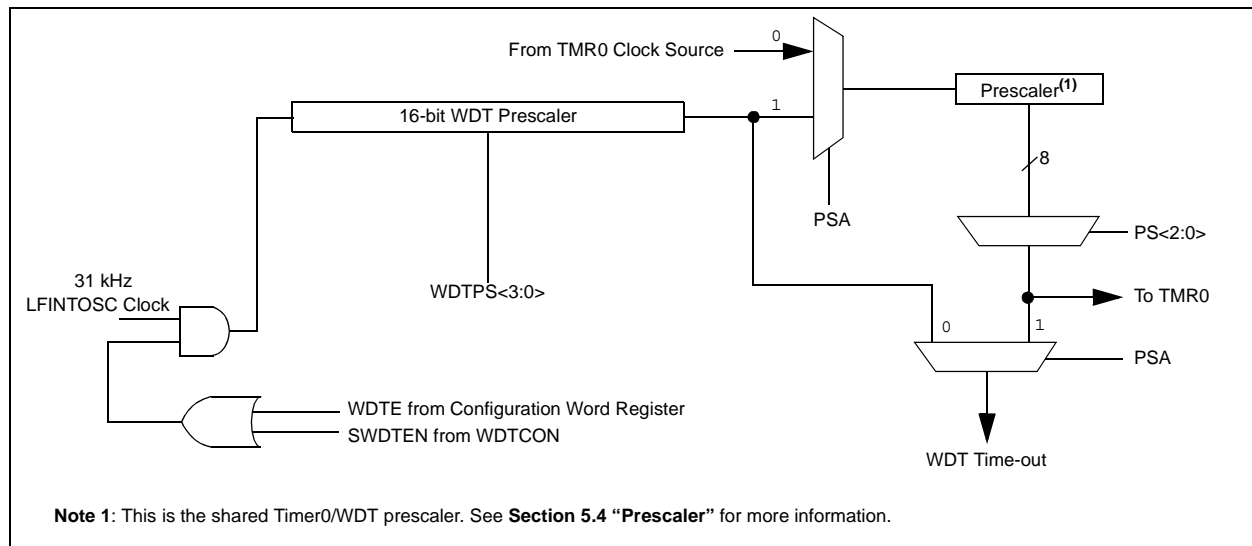 0
From TMR0 Clock Source
Prescaler(1)
1
16-bit WDT Prescaler
8
PSA
PS<2:0>
31 kHz
LFINTOSC Clock
WDTPS<3:0>
To TMR0
0
1
PSA
WDTE from Configuration Word Register
SWDTEN from WDTCON
WDT Time-out
Note 1: This is the shared Timer0/WDT prescaler. See Section 5.4 “Prescaler” for more information.